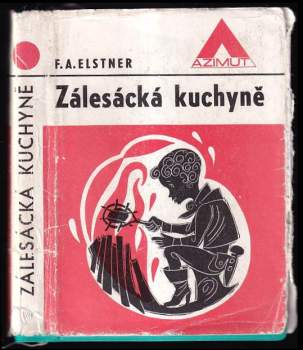 F. A. ELSTNER
AZIMUT
Zálesácká kuchyně
ZÁLESÁCKÁ KUCHYNĚ